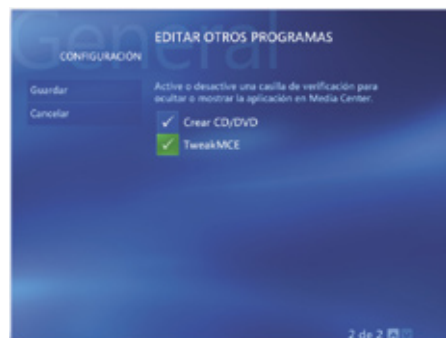 General
EDITAR OTROS PROGRAMAS
CONFIGURACIÓN
Guardar
Cancelar
Active o desactive una casilla de verificación para
ocultar o mostrar la aplicación en Media Center.
Crear CD/DVD
TweakMCE
2 de 2